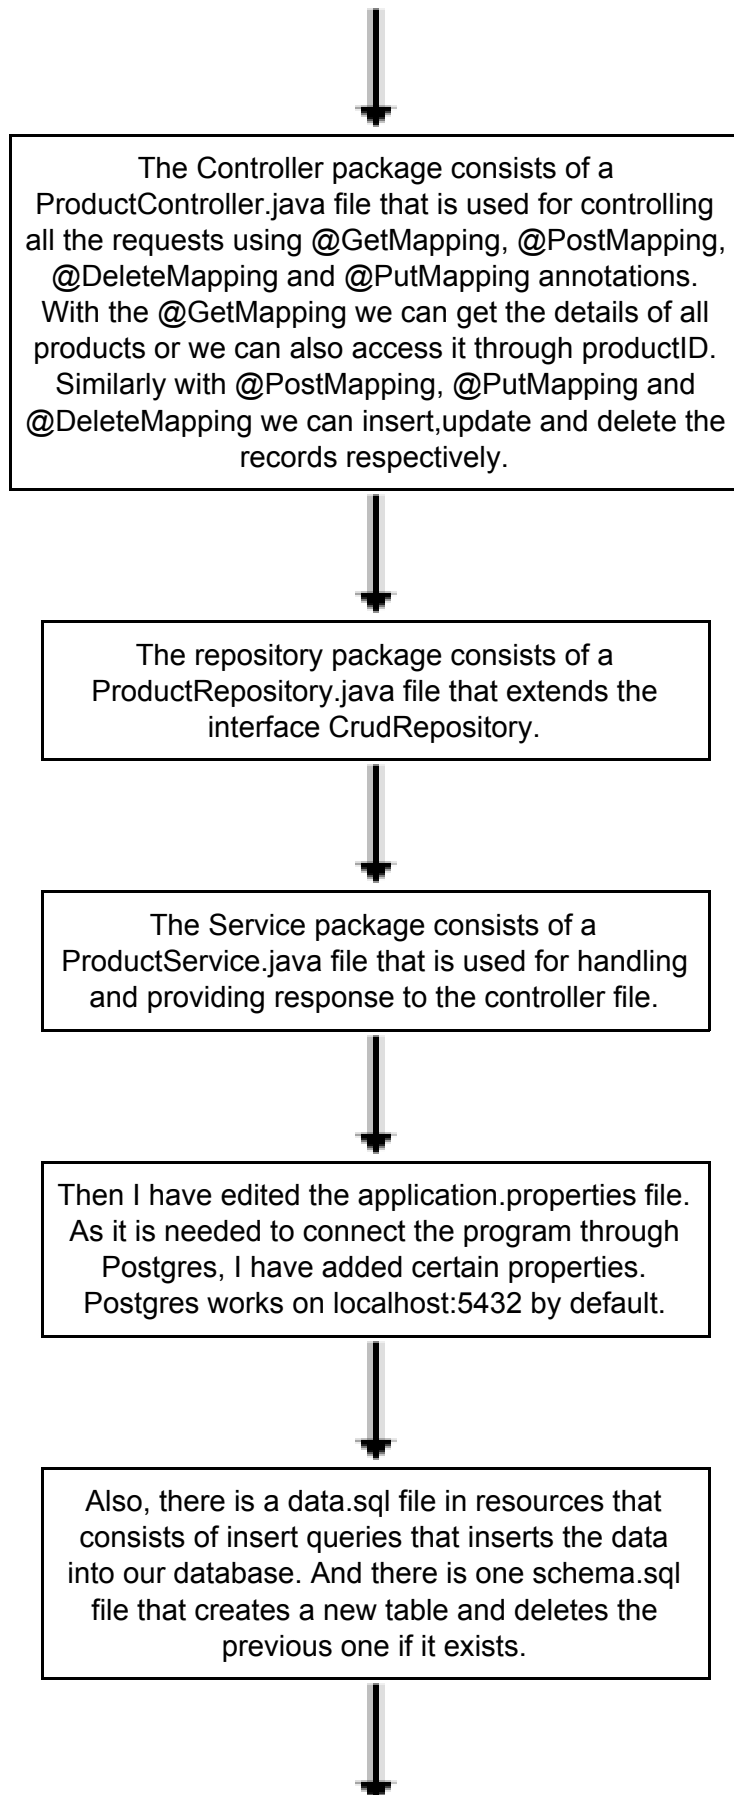 The Controller package consists of a
ProductController.java file that is used for controlling
all the requests using @GetMapping, @PostMapping,
@DeleteMapping and @PutMapping annotations.
With the @GetMapping we can get the details of all
products or we can also access it through productID.
Similarly with @PostMapping, @PutMapping and
@DeleteMapping we can insert,update and delete the
records respectively.
The repository package consists of a
ProductRepository.java file that extends the
interface CrudRepository.
The Service package consists of a
ProductService.java file that is used for handling
and providing response to the controller file.
Then I have edited the application.properties file.
As it is needed to connect the program through
Postgres, I have added certain properties.
Postgres works on localhost:5432 by default.
Also, there is a data.sql file in resources that
consists of insert queries that inserts the data
into our database. And there is one schema.sql
file that creates a new table and deletes the
previous one if it exists.